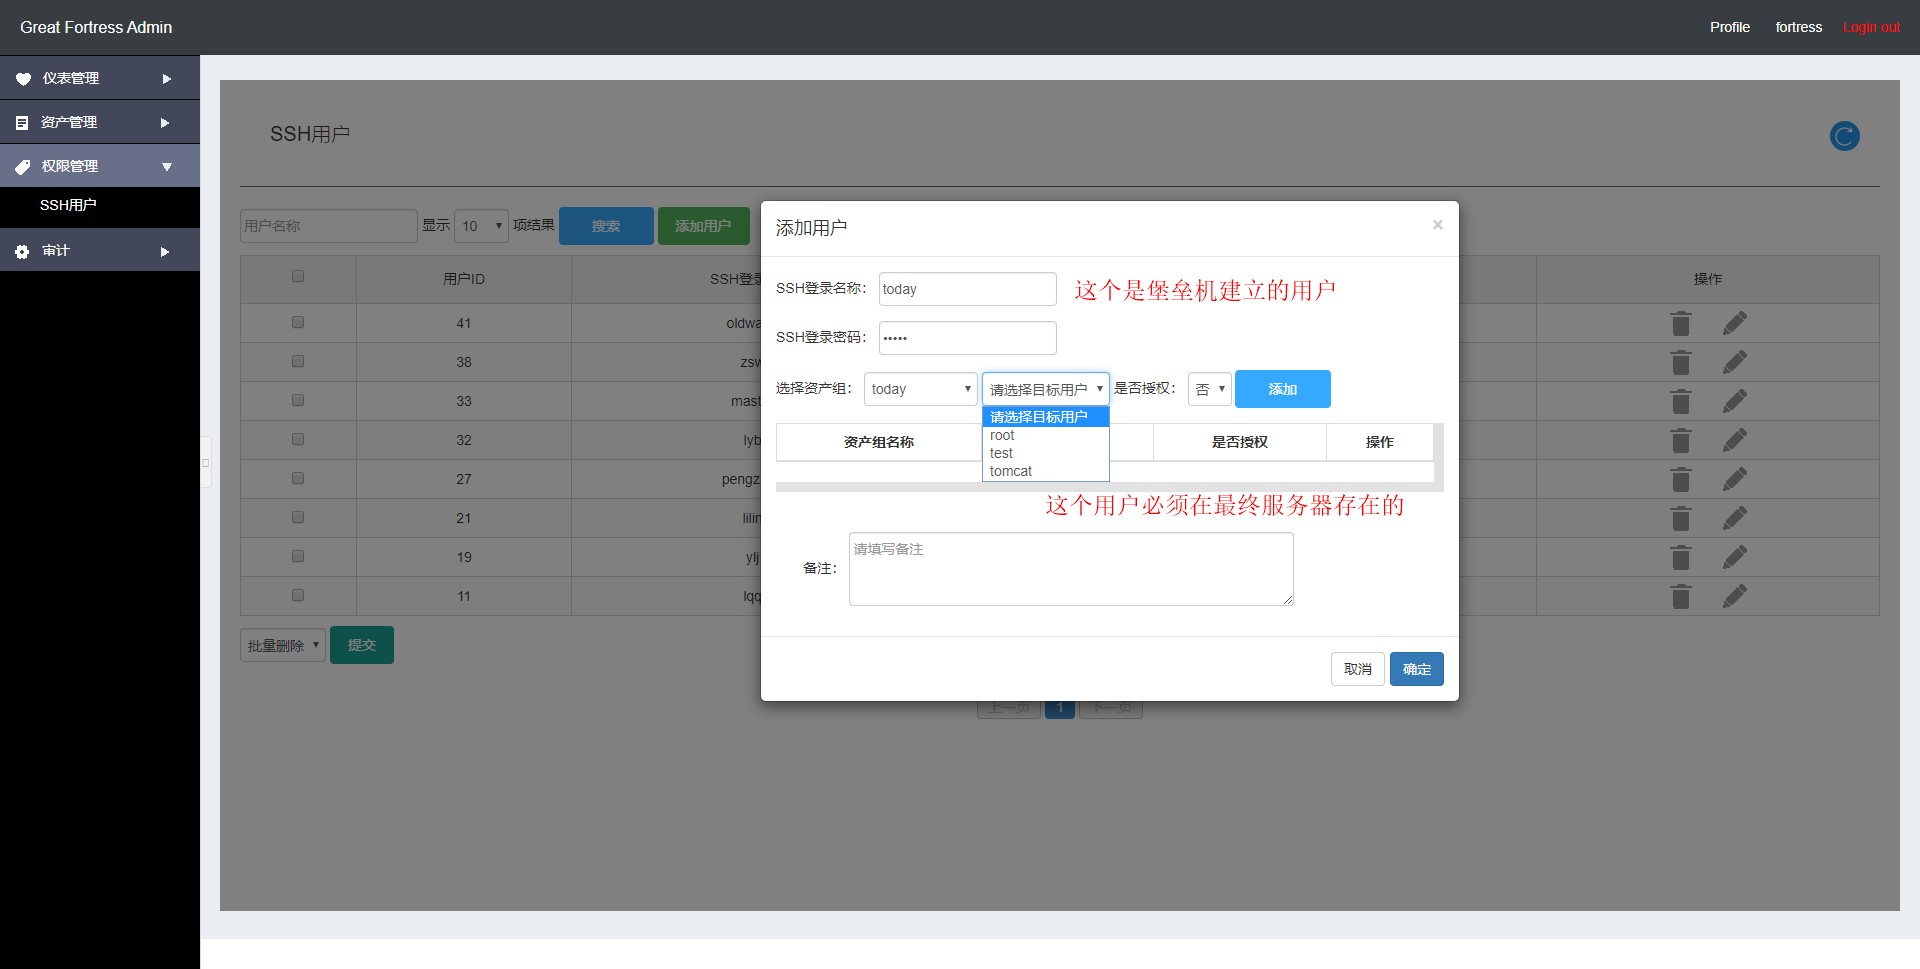 Great Fortress Admin
Profile fortress Login out
仪表管理
资产管理
权限管理
SSH用户
审计
SSH用户
用户名称 显示 10 项结果 搜索 添加用户
用户ID SSH登录 操作
41 oldwa
38 zsw
33 mast
32 lyb
27 pengz
21 lilin
19 ylj
11 lqq
批量删除 提交
上一页 1 下一页
添加用户 ×
SSH登录名称: today 这个是堡垒机建立的用户
SSH登录密码: •••••
选择资产组: today 请选择目标用户 是否授权: 否 添加
请选择目标用户
root
test
tomcat
资产组名称 是否授权 操作
这个用户必须在最终服务器存在的
备注: 请填写备注
取消 确定